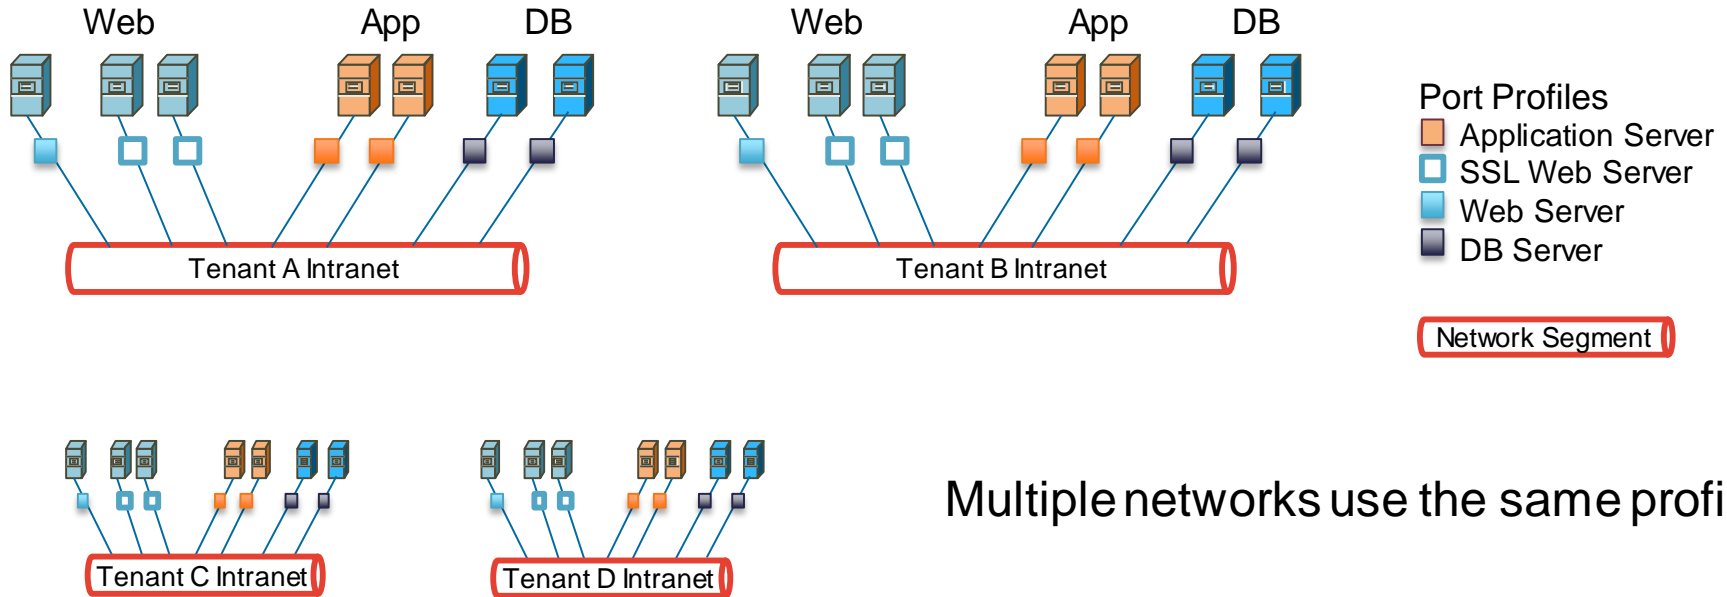 Web App DB
Web App DB
Port Profiles
Application Server
SSL Web Server
Web Server
DB Server
Tenant A Intranet
Tenant B Intranet
Network Segment
Multiple networks use the same profi
Tenant C Intranet
Tenant D Intranet